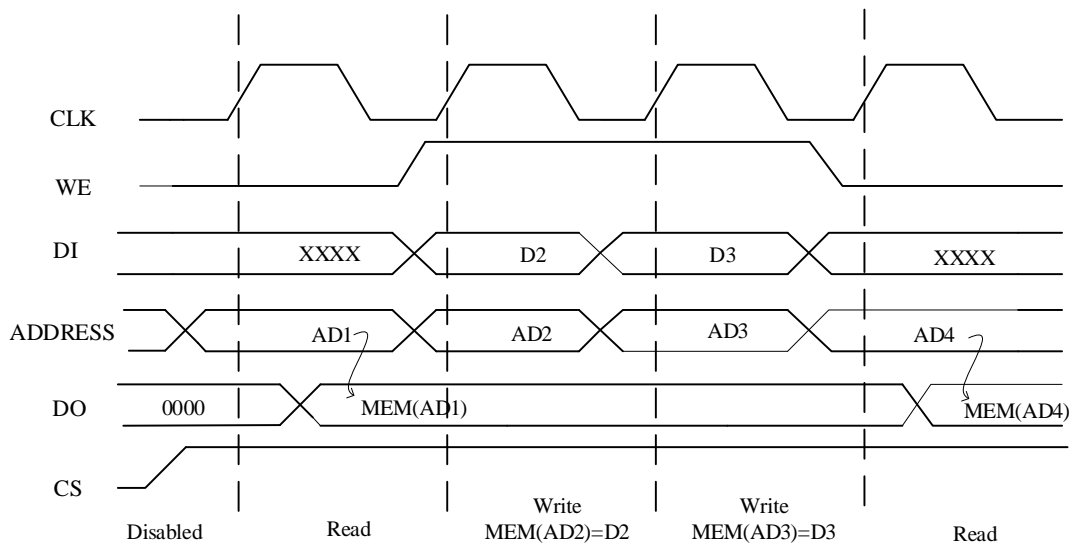 CLK
WE
DI
XXXX
D2
D3
XXXX
ADDRESS
AD1
AD2
AD3
AD4
DO
0000
MEM(AD1)
MEM(AD4)
CS
Disabled
Read
Write
MEM(AD2)=D2
Write
MEM(AD3)=D3
Read